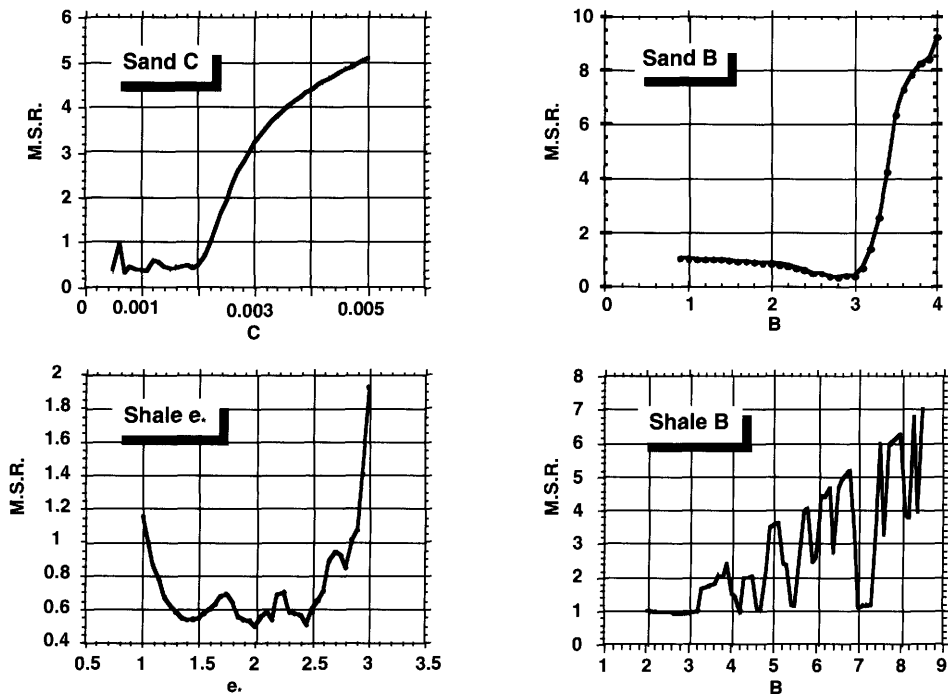 Sand C
M.S.R.
6
5
4
3
2
1
0
0 0.001 0.003 0.005
C
Sand B
M.S.R.
10
8
6
4
2
0
0 1 2 3 4
B
Shale e.
M.S.R.
2
1.8
1.6
1.4
1.2
1
0.8
0.6
0.4
0.5 1 1.5 2 2.5 3 3.5
e.
Shale B
M.S.R.
8
7
6
5
4
3
2
1
0
1 2 3 4 5 6 7 8 9
B